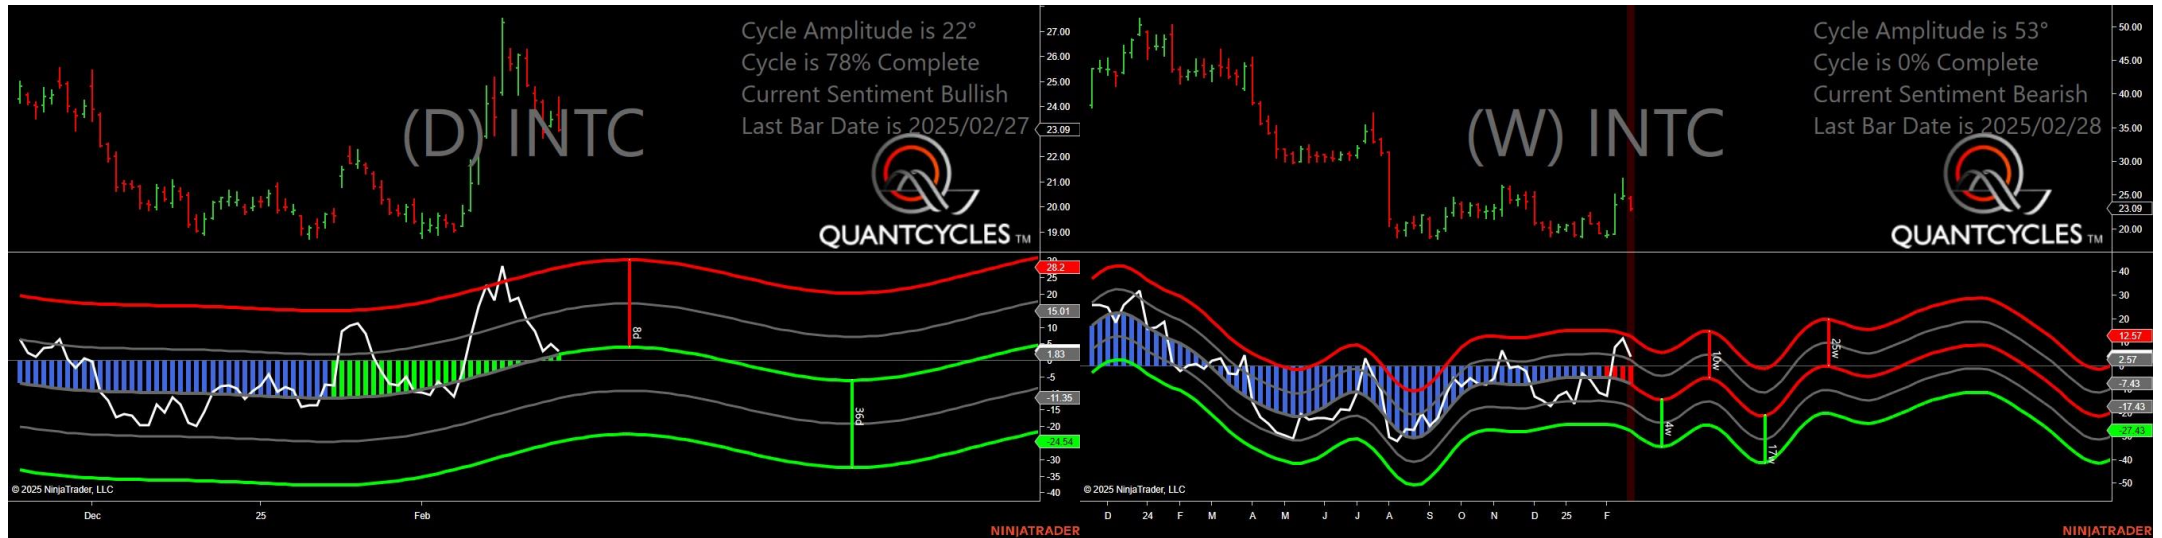 Cycle Amplitude is 22°
Cycle is 78% Complete
Current Sentiment Bullish
Last Bar Date is 2025/02/27
(D) INTC
QUANTCYCLES TM
27.00
26.00
25.00
24.00
23.09
22.00
21.00
20.00
19.00
28.2
25
20
15.01
10
5
1.83
-5
-11.35
-15
-20
-24.54
-30
-35
-40
8d
36d
© 2025 NinjaTrader, LLC
Dec
25
Feb
NINJATRADER
Cycle Amplitude is 53°
Cycle is 0% Complete
Current Sentiment Bearish
Last Bar Date is 2025/02/28
(W) INTC
QUANTCYCLES TM
50.00
45.00
40.00
35.00
30.00
25.00
23.09
20.00
40
30
20
12.57
2.57
-7.43
-17.43
-27.43
-40
-50
10w
25w
4w
17w
© 2025 NinjaTrader, LLC
D
24
F
M
A
M
J
J
A
S
O
N
D
25
F
NINJATRADER